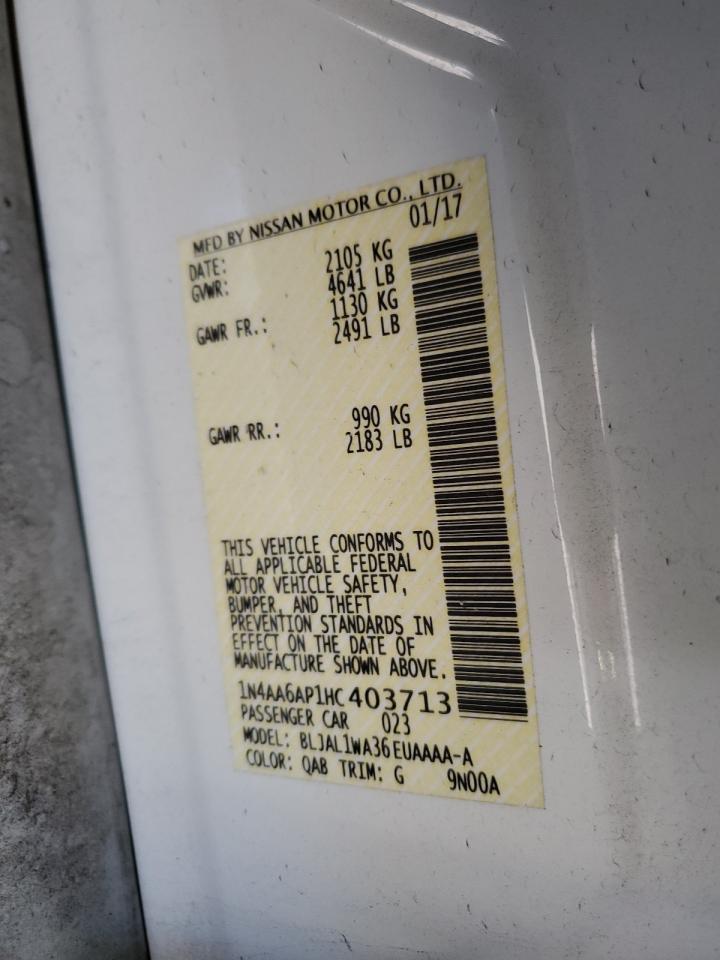 MFD BY NISSAN MOTOR CO., LTD.
DATE: 01/17
GVWR: 2105 KG
4641 LB
GAWR FR.: 1130 KG
2491 LB
GAWR RR.: 990 KG
2183 LB
THIS VEHICLE CONFORMS TO
ALL APPLICABLE FEDERAL
MOTOR VEHICLE SAFETY,
BUMPER, AND THEFT
PREVENTION STANDARDS IN
EFFECT ON THE DATE OF
MANUFACTURE SHOWN ABOVE.
1N4AA6AP1HC403713
PASSENGER CAR 023
MODEL: BLJAL1WA36EUAAAA-A
COLOR: QAB TRIM: G 9N00A